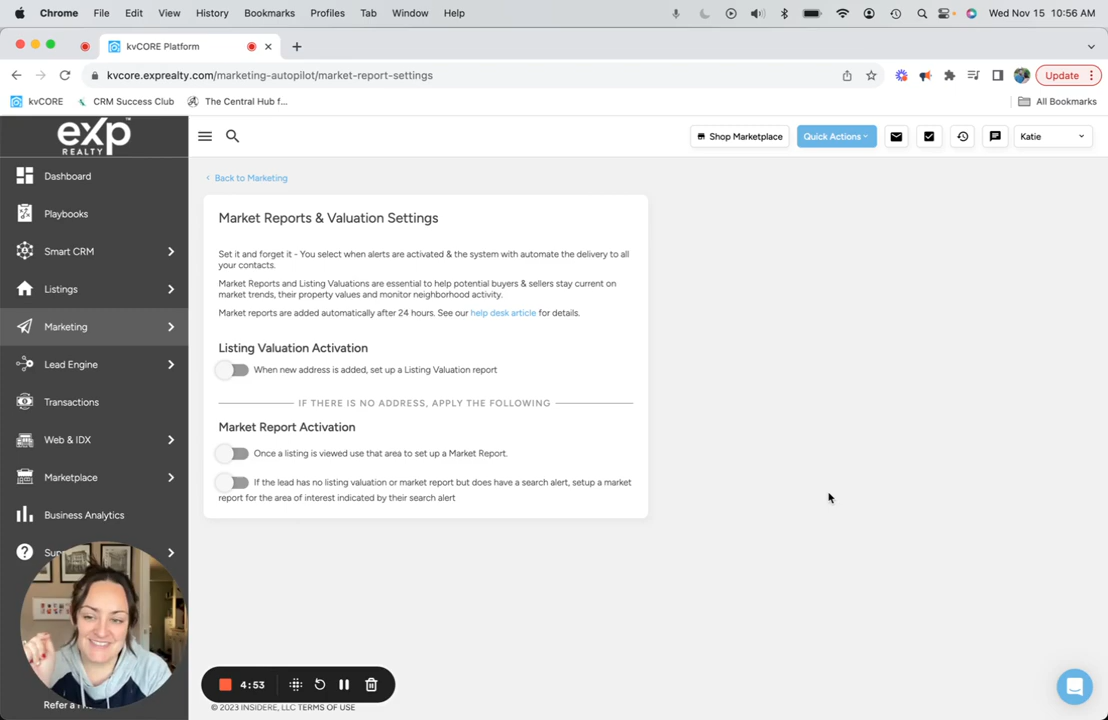 Chrome File Edit View History Bookmarks Profiles Tab Window Help Wed Nov 15 10:56 AM
kvCORE Platform
kvcore.exprealty.com/marketing-autopilot/market-report-settings Update
kvCORE CRM Success Club The Central Hub f... All Bookmarks
exp™
REALTY
Shop Marketplace Quick Actions Katie
Dashboard
Playbooks
Smart CRM
Listings
Marketing
Lead Engine
Transactions
Web & IDX
Marketplace
Business Analytics
Refer a
< Back to Marketing
Market Reports & Valuation Settings
Set it and forget it - You select when alerts are activated & the system with automate the delivery to all
your contacts.
Market Reports and Listing Valuations are essential to help potential buyers & sellers stay current on
market trends, their property values and monitor neighborhood activity.
Market reports are added automatically after 24 hours. See our help desk article for details.
Listing Valuation Activation
When new address is added, set up a Listing Valuation report
IF THERE IS NO ADDRESS, APPLY THE FOLLOWING
Market Report Activation
Once a listing is viewed use that area to set up a Market Report.
If the lead has no listing valuation or market report but does have a search alert, setup a market
report for the area of interest indicated by their search alert
4:53
© 2023 INSIDERE, LLC TERMS OF USE